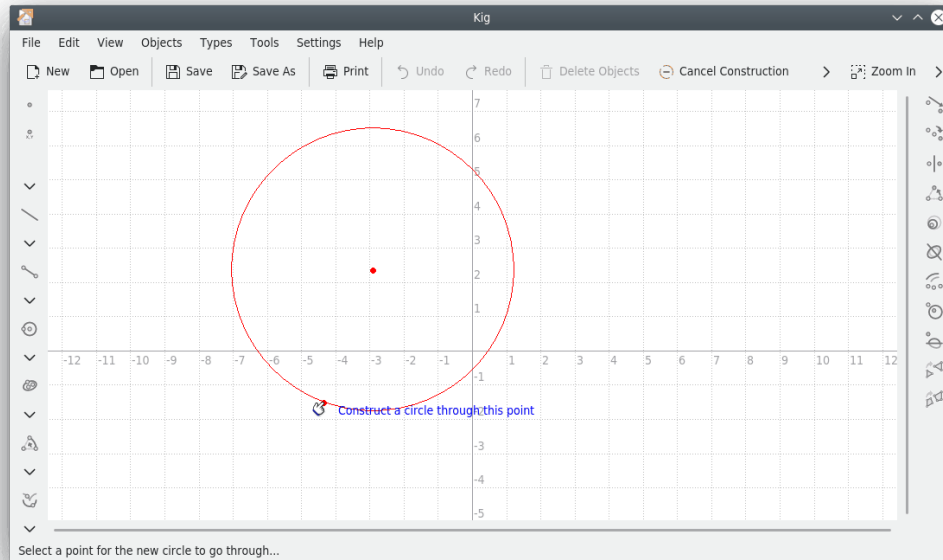 Kig
File Edit View Objects Types Tools Settings Help
New Open Save Save As Print Undo Redo Delete Objects Cancel Construction Zoom In
7
6
5
4
3
2
1
-12 -11 -10 -9 -8 -7 -6 -5 -4 -3 -2 -1 1 2 3 4 5 6 7 8 9 10 11 12
-1
Construct a circle through this point
-3
-4
-5
Select a point for the new circle to go through...